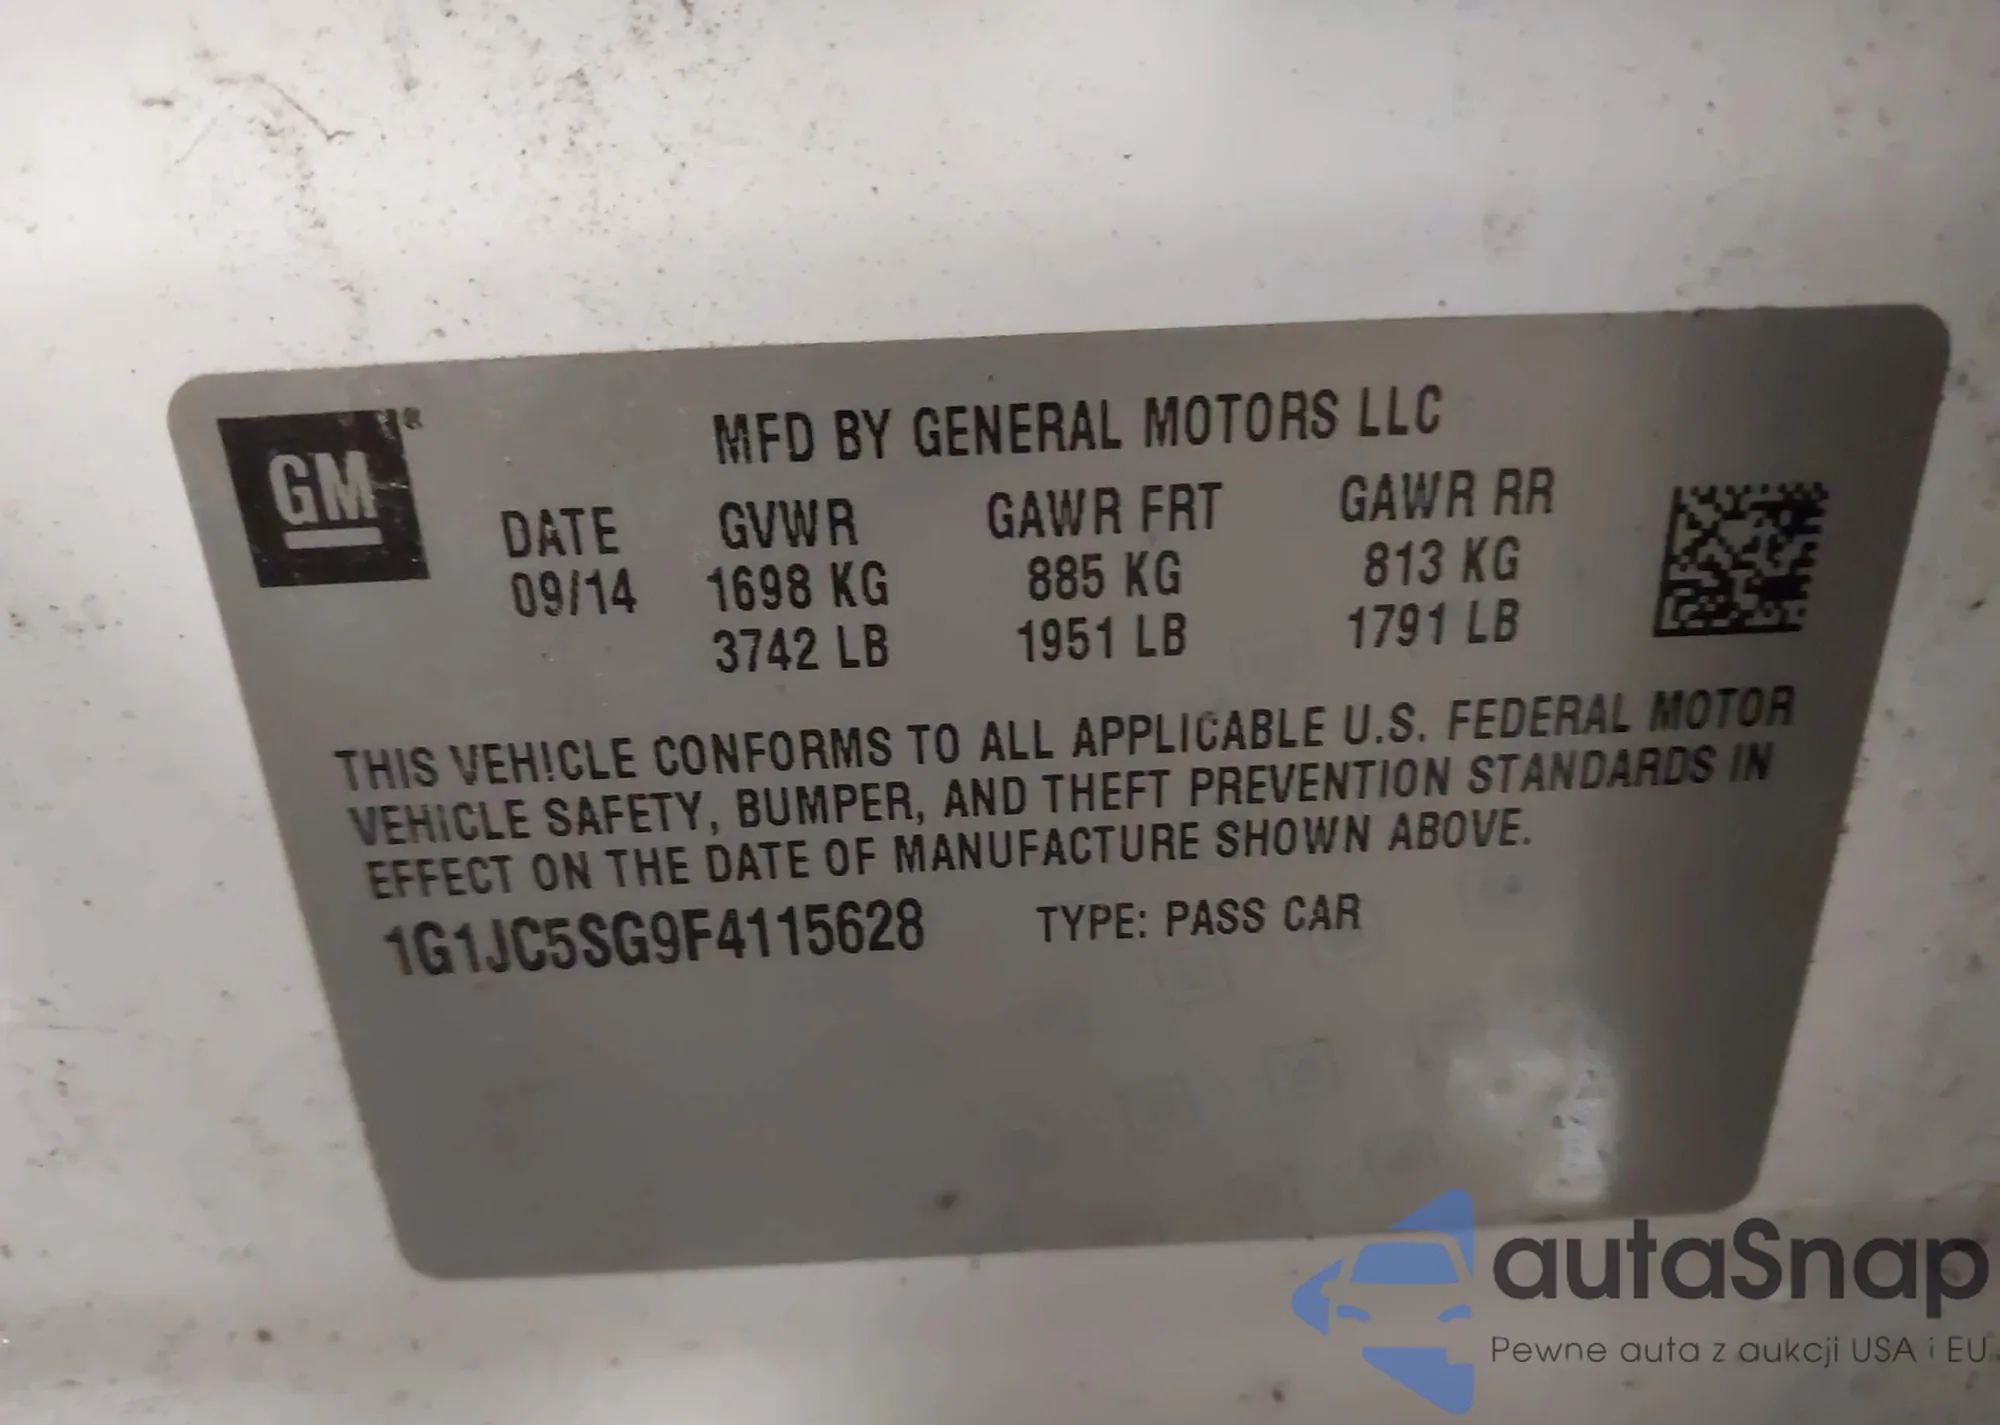 GM®
MFD BY GENERAL MOTORS LLC
DATE GVWR GAWR FRT GAWR RR
09/14 1698 KG 885 KG 813 KG
3742 LB 1951 LB 1791 LB
THIS VEHICLE CONFORMS TO ALL APPLICABLE U.S. FEDERAL MOTOR
VEHICLE SAFETY, BUMPER, AND THEFT PREVENTION STANDARDS IN
EFFECT ON THE DATE OF MANUFACTURE SHOWN ABOVE.
1G1JC5SG9F4115628 TYPE: PASS CAR
autaSnap
Pewne auta z aukcji USA i EU